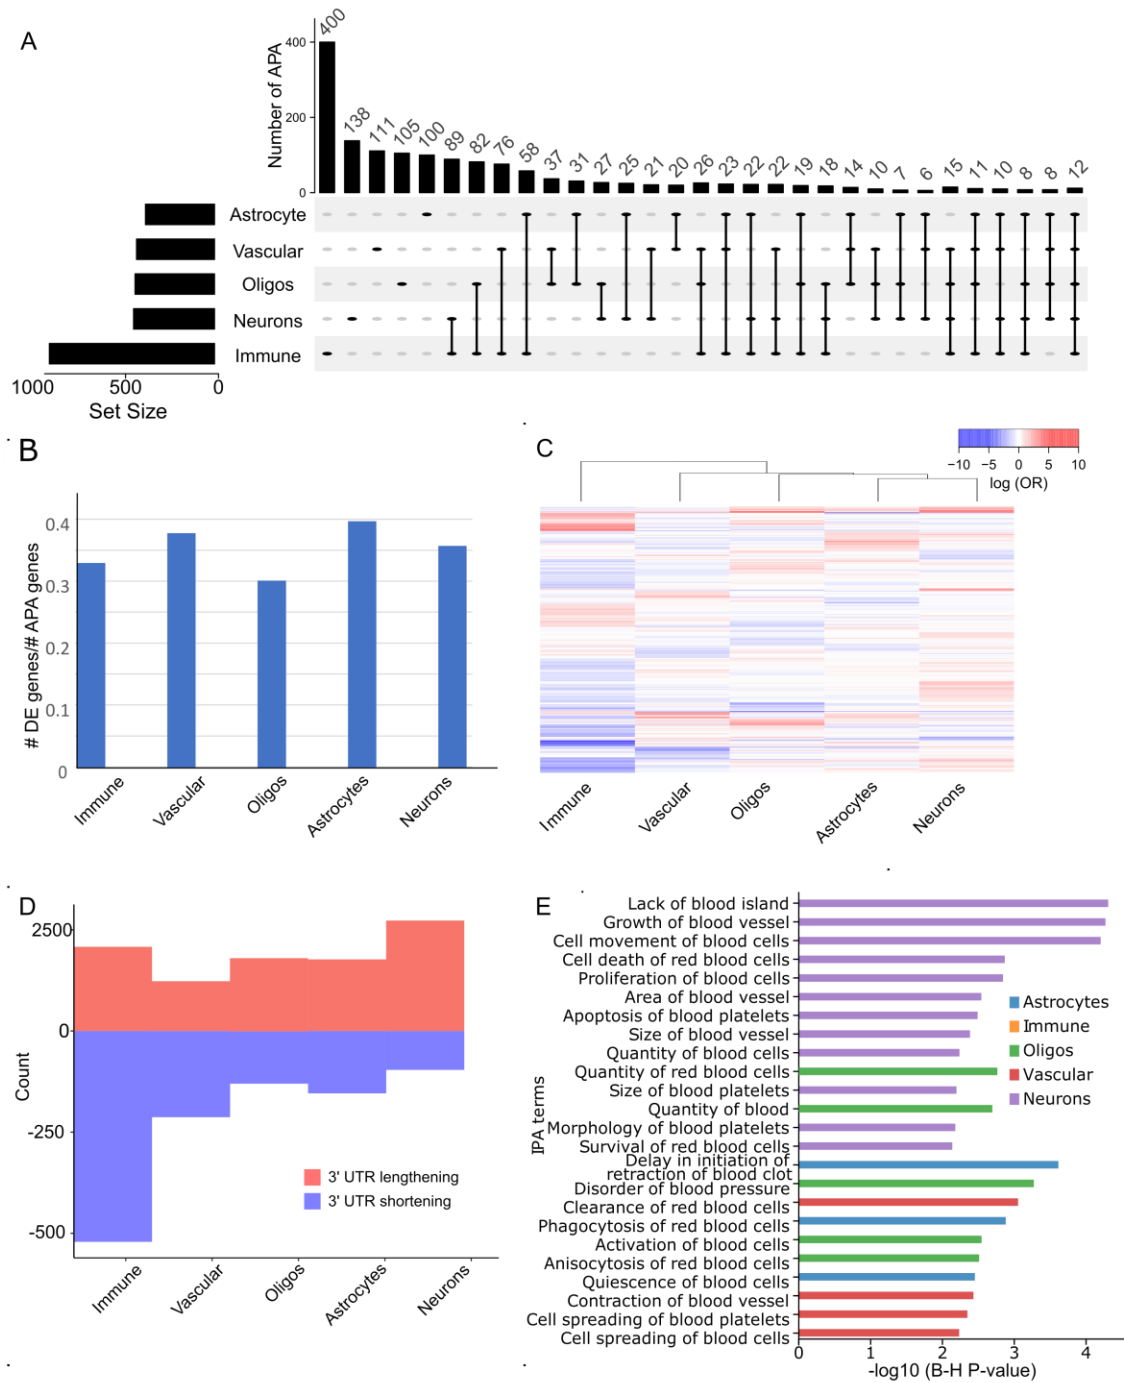 A
Number of APA
400
200
0
400
138
111
105
100
89
82
76
58
37
31
27
25
21
20
26
23
22
22
19
18
14
10
7
6
15
11
10
8
8
12
Astrocyte
Vascular
Oligos
Neurons
Immune
1000 500 0
Set Size
B
# DE genes/# APA genes
0.4
0.3
0.2
0.1
0
Immune
Vascular
Oligos
Astrocytes
Neurons
C
−10 −5 0 5 10
log (OR)
Immune
Vascular
Oligos
Astrocytes
Neurons
D
Count
2500
0
-250
-500
3' UTR lengthening
3' UTR shortening
Immune
Vascular
Oligos
Astrocytes
Neurons
E
IPA terms
Lack of blood island
Growth of blood vessel
Cell movement of blood cells
Cell death of red blood cells
Proliferation of blood cells
Area of blood vessel
Apoptosis of blood platelets
Size of blood vessel
Quantity of blood cells
Quantity of red blood cells
Size of blood platelets
Quantity of blood
Morphology of blood platelets
Survival of red blood cells
Delay in initiation of
retraction of blood clot
Disorder of blood pressure
Clearance of red blood cells
Phagocytosis of red blood cells
Activation of blood cells
Anisocytosis of red blood cells
Quiescence of blood cells
Contraction of blood vessel
Cell spreading of blood platelets
Cell spreading of blood cells
Astrocytes
Immune
Oligos
Vascular
Neurons
0 1 2 3 4
-log10 (B-H P-value)